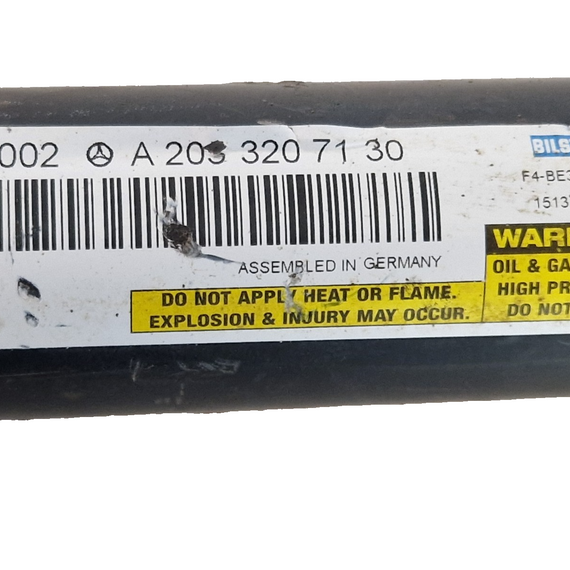 002 A 203 320 71 30
BILS
F4-BE3
1513
ASSEMBLED IN GERMANY
DO NOT APPLY HEAT OR FLAME.
EXPLOSION & INJURY MAY OCCUR.
WAR
OIL & GA
HIGH PR
DO NOT